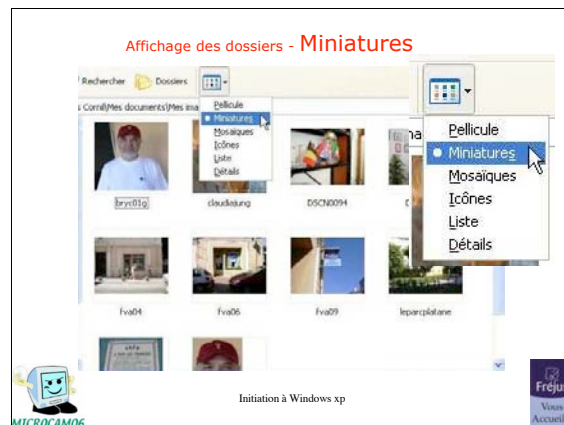 Affichage des dossiers - Miniatures
Rechercher Dossiers
Cornil\Mes documents\Mes ima
Pellicule
Miniatures
Mosaïques
Icônes
Liste
Détails
bryc01g claudiajung DSCN0094
Pellicule
Miniatures
Mosaïques
Icônes
Liste
Détails
fva04 fva06 fva09 leparcplatane
Initiation à Windows xp
MICROCAM06
Fréjus
Vous
Accueil